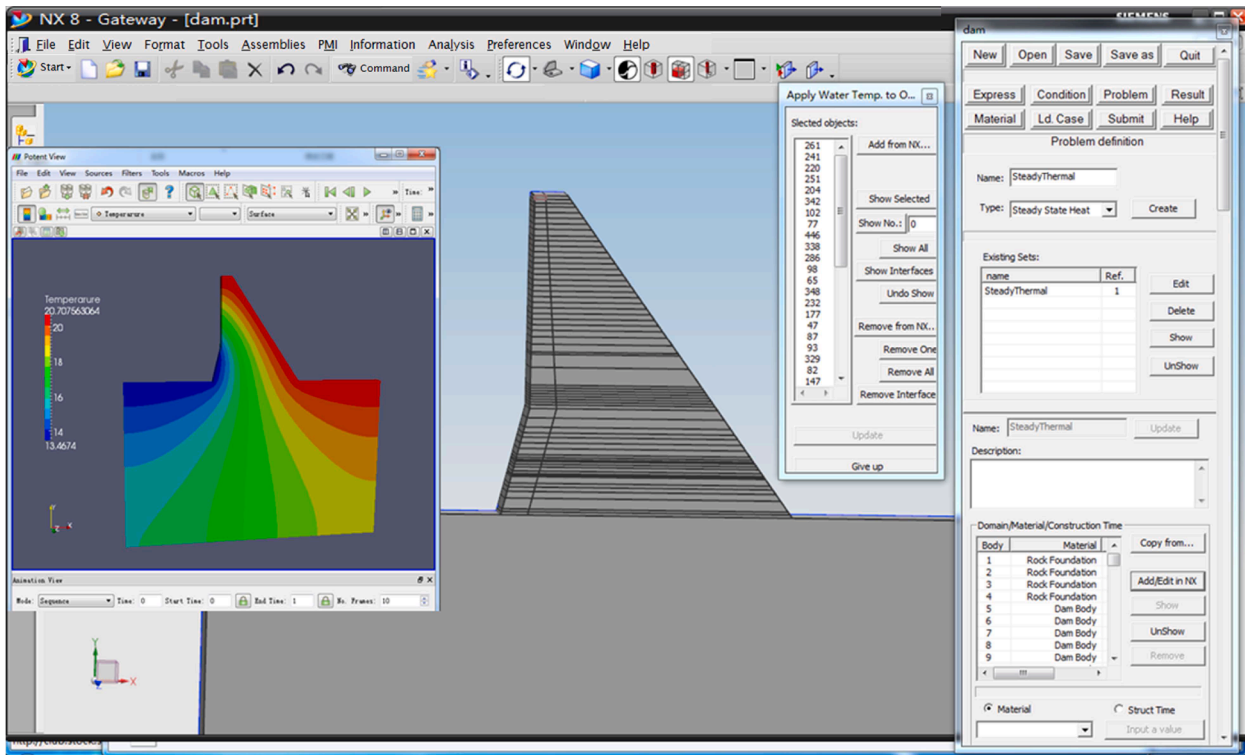 NX 8 - Gateway - [dam.prt]
SIEMENS
File Edit View Format Tools Assemblies PMI Information Analysis Preferences Window Help
Start Command
Potent View
File Edit View Sources Filters Tools Macros Help
Time:
Temperarure Surface
Temperarure
20.707563064
20
18
16
14
13.4674
Y
Z X
Animation View
Mode: Sequence Time: 0 Start Time: 0 End Time: 1 No. Frames: 10
Y
Z X
Apply Water Temp. to O...
Slected objects:
261
241
220
251
204
342
102
77
446
338
286
98
65
348
232
177
47
87
93
329
82
147
Add from NX...
Show Selected
Show No.: 0
Show All
Show Interfaces
Undo Show
Remove from NX..
Remove One
Remove All
Remove Interface
Update
Give up
dam
New Open Save Save as Quit
Express Condition Problem Result
Material Ld. Case Submit Help
Problem definition
Name: SteadyThermal
Type: Steady State Heat Create
Existing Sets:
name Ref.
SteadyThermal 1
Edit
Delete
Show
UnShow
Name: SteadyThermal Update
Description:
Domain/Material/Construction Time
Body Material
1 Rock Foundation
2 Rock Foundation
3 Rock Foundation
4 Rock Foundation
5 Dam Body
6 Dam Body
7 Dam Body
8 Dam Body
9 Dam Body
Copy from...
Add/Edit in NX
Show
UnShow
Remove
Material Struct Time
Input a value